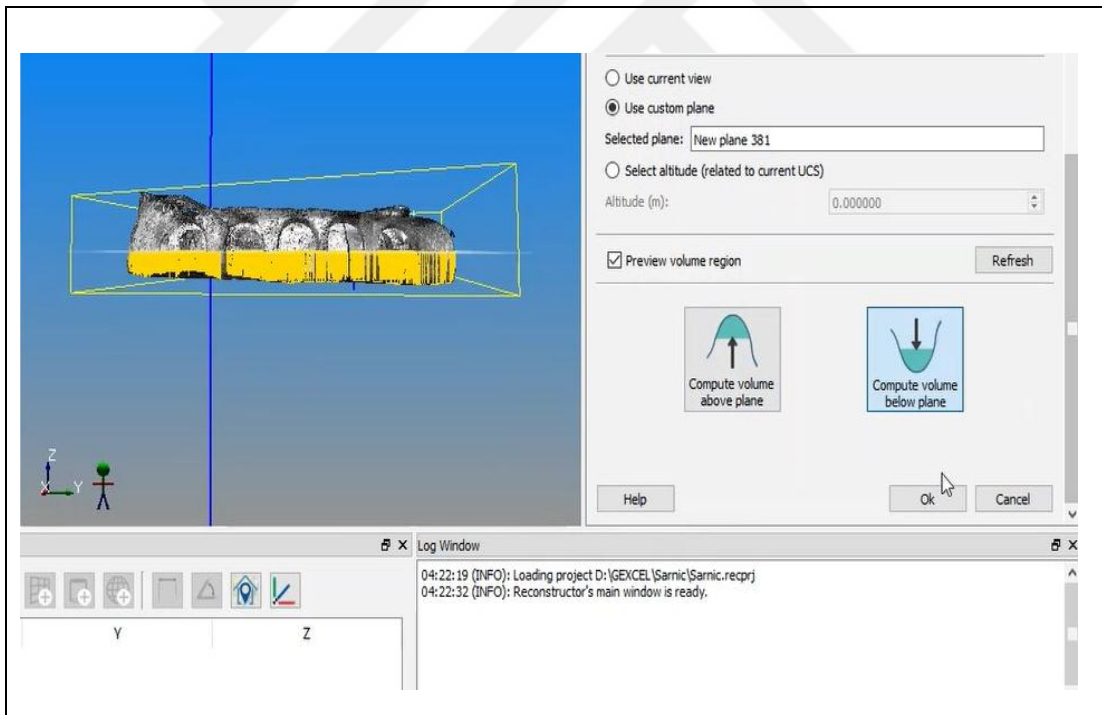 Use current view
Use custom plane
Selected plane: New plane 381
Select altitude (related to current UCS)
Altitude (m): 0.000000
Preview volume region Refresh
Compute volume above plane
Compute volume below plane
Z
X Y
Help Ok Cancel
Log Window
04:22:19 (INFO): Loading project D:\GEXCEL\Sarnic\Sarnic.recprj
04:22:32 (INFO): Reconstructor's main window is ready.
Y Z